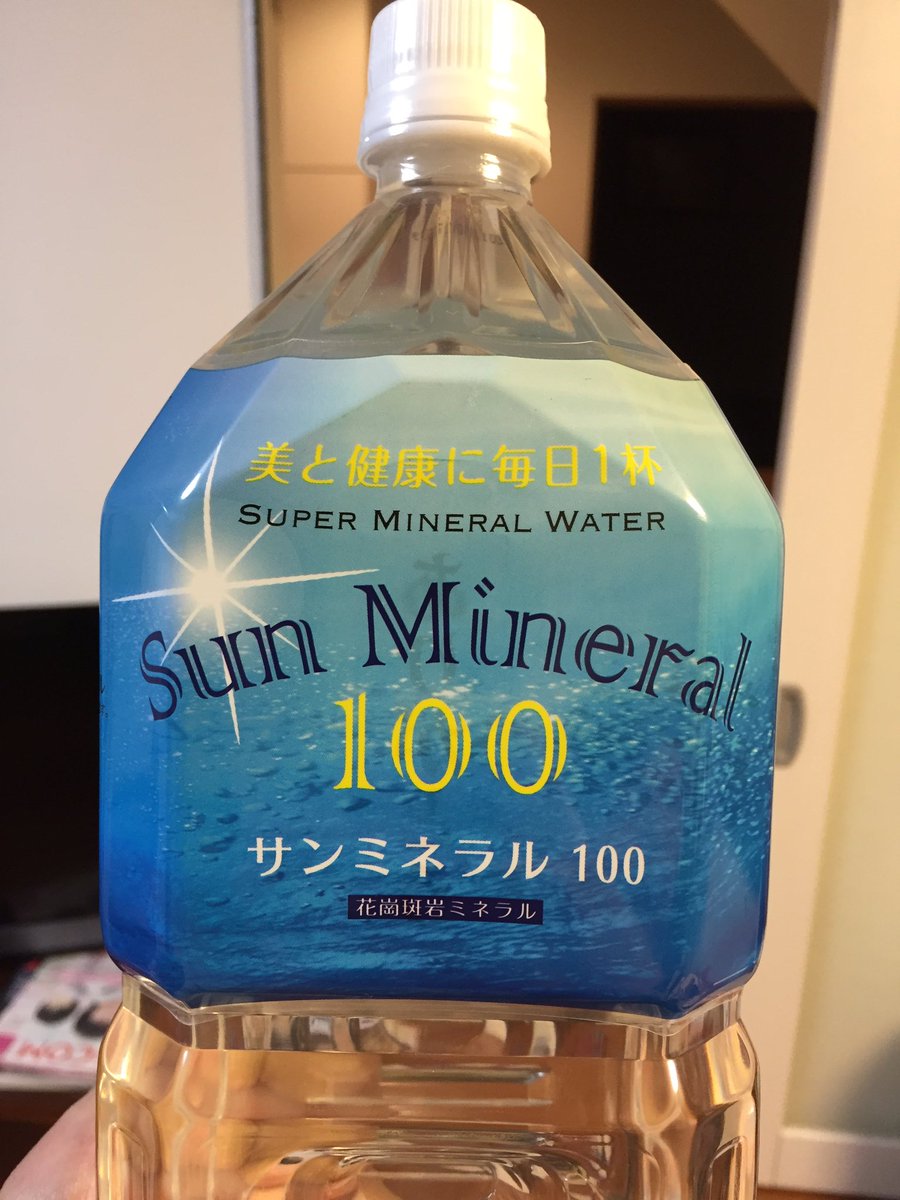 美と健康に毎日1杯
SUPER MINERAL WATER
Sun Mineral
100
サンミネラル 100
花崗斑岩ミネラル
COM